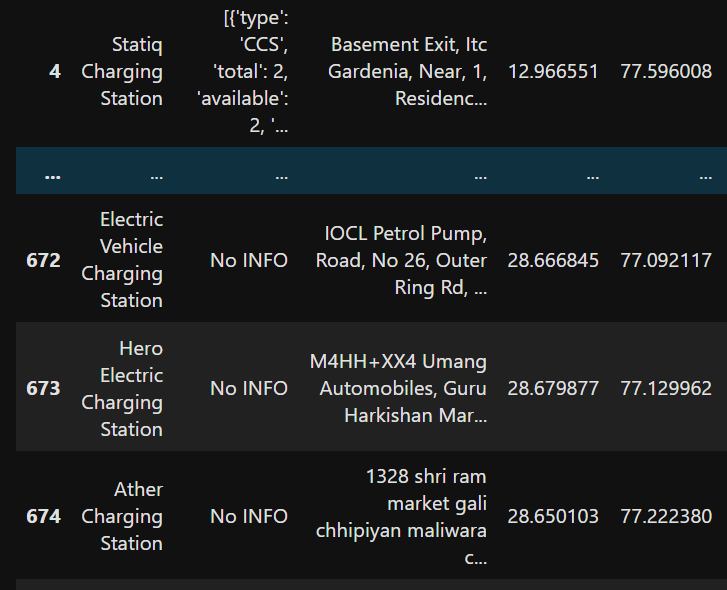 4 Statiq Charging Station [{'type': 'CCS', 'total': 2, 'available': 2, '... Basement Exit, Itc Gardenia, Near, 1, Residenc... 12.966551 77.596008
... ... ... ... ... ...
672 Electric Vehicle Charging Station No INFO IOCL Petrol Pump, Road, No 26, Outer Ring Rd, ... 28.666845 77.092117
673 Hero Electric Charging Station No INFO M4HH+XX4 Umang Automobiles, Guru Harkishan Mar... 28.679877 77.129962
674 Ather Charging Station No INFO 1328 shri ram market gali chhipiyan maliwara c... 28.650103 77.222380